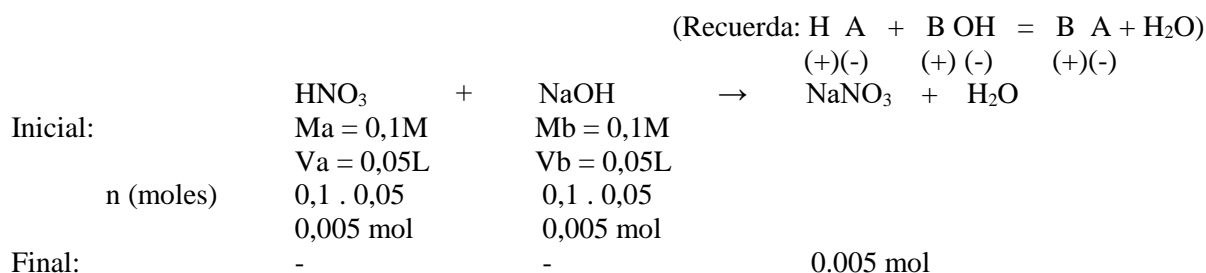 (Recuerda: H A + B OH = B A + H₂O)
(+)(-) (+) (-) (+)(-)
HNO₃ + NaOH → NaNO₃ + H₂O
Inicial: Ma = 0,1M Mb = 0,1M
Va = 0,05L Vb = 0,05L
n (moles) 0,1 . 0,05 0,1 . 0,05
0,005 mol 0,005 mol
Final: - - 0.005 mol